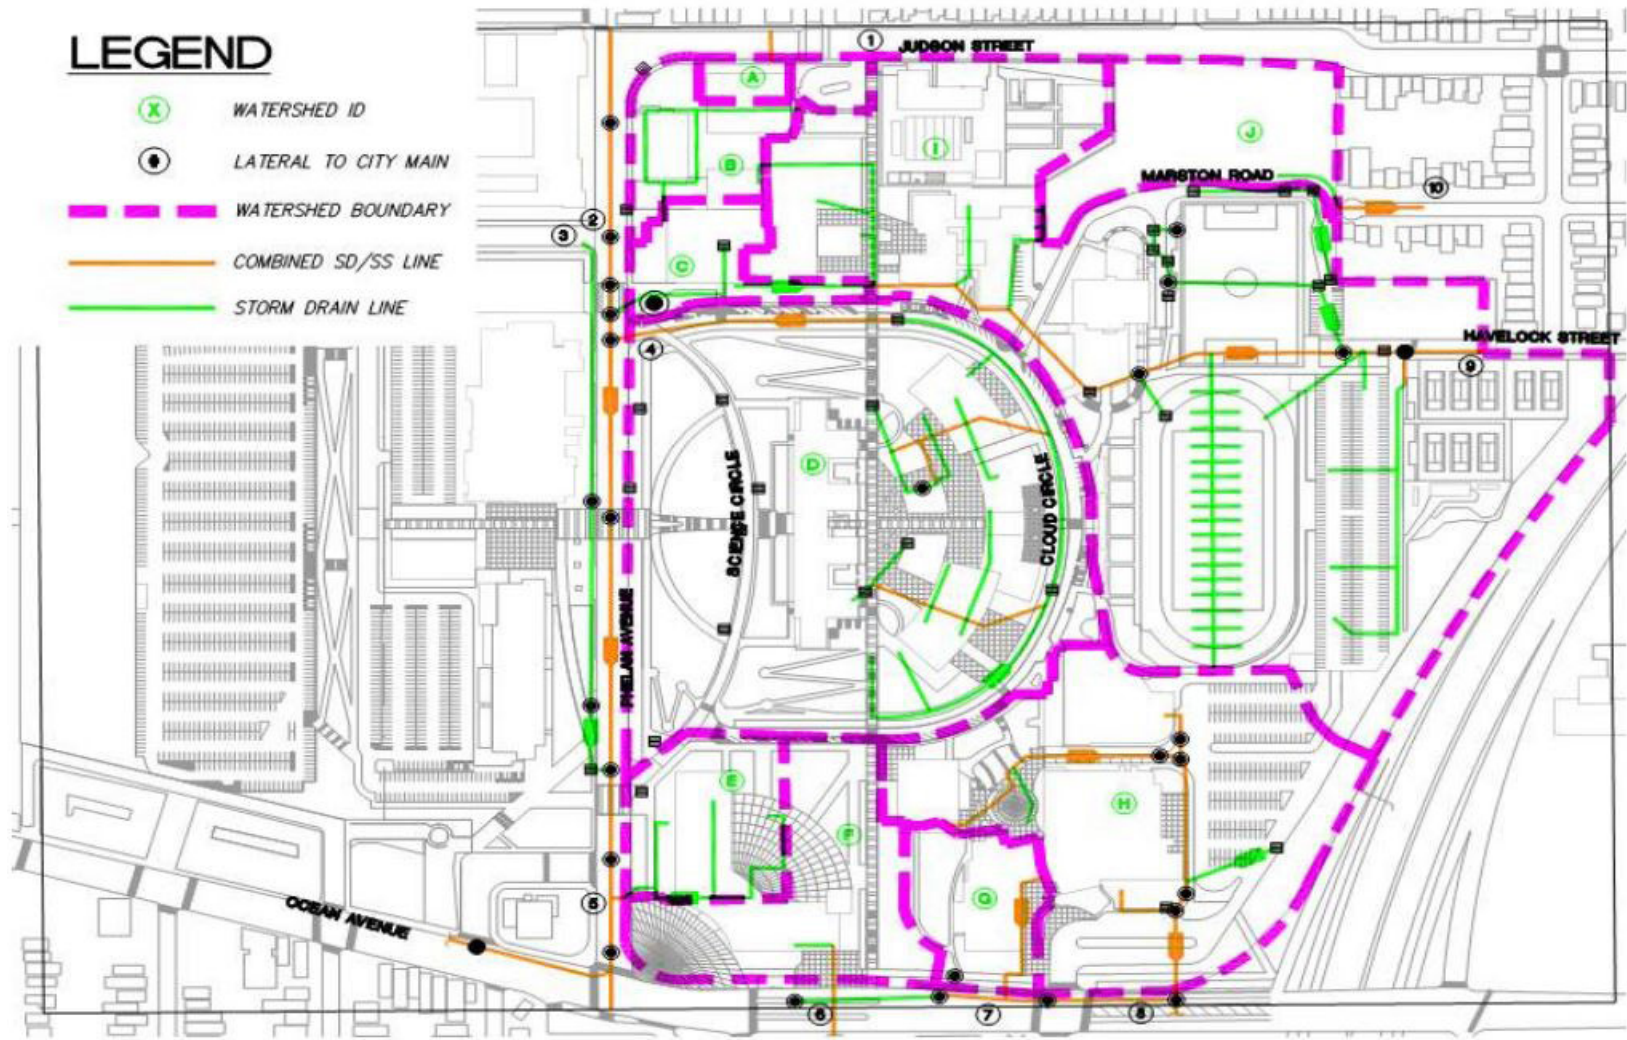 LEGEND
X WATERSHED ID
LATERAL TO CITY MAIN
WATERSHED BOUNDARY
COMBINED SD/SS LINE
STORM DRAIN LINE
1
JUDSON STREET
A
J
I
B
MARSTON ROAD
10
2
3
C
HAVELOCK STREET
4
9
D
SCIENCE CIRCLE
CLOUD CIRCLE
PHELAN AVENUE
E
H
F
G
5
OCEAN AVENUE
6
7
8